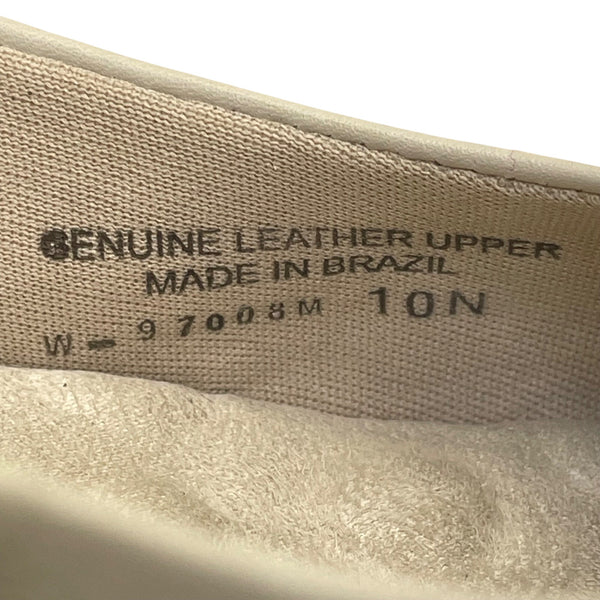 GENUINE LEATHER UPPER
MADE IN BRAZIL
W-97008M 10N